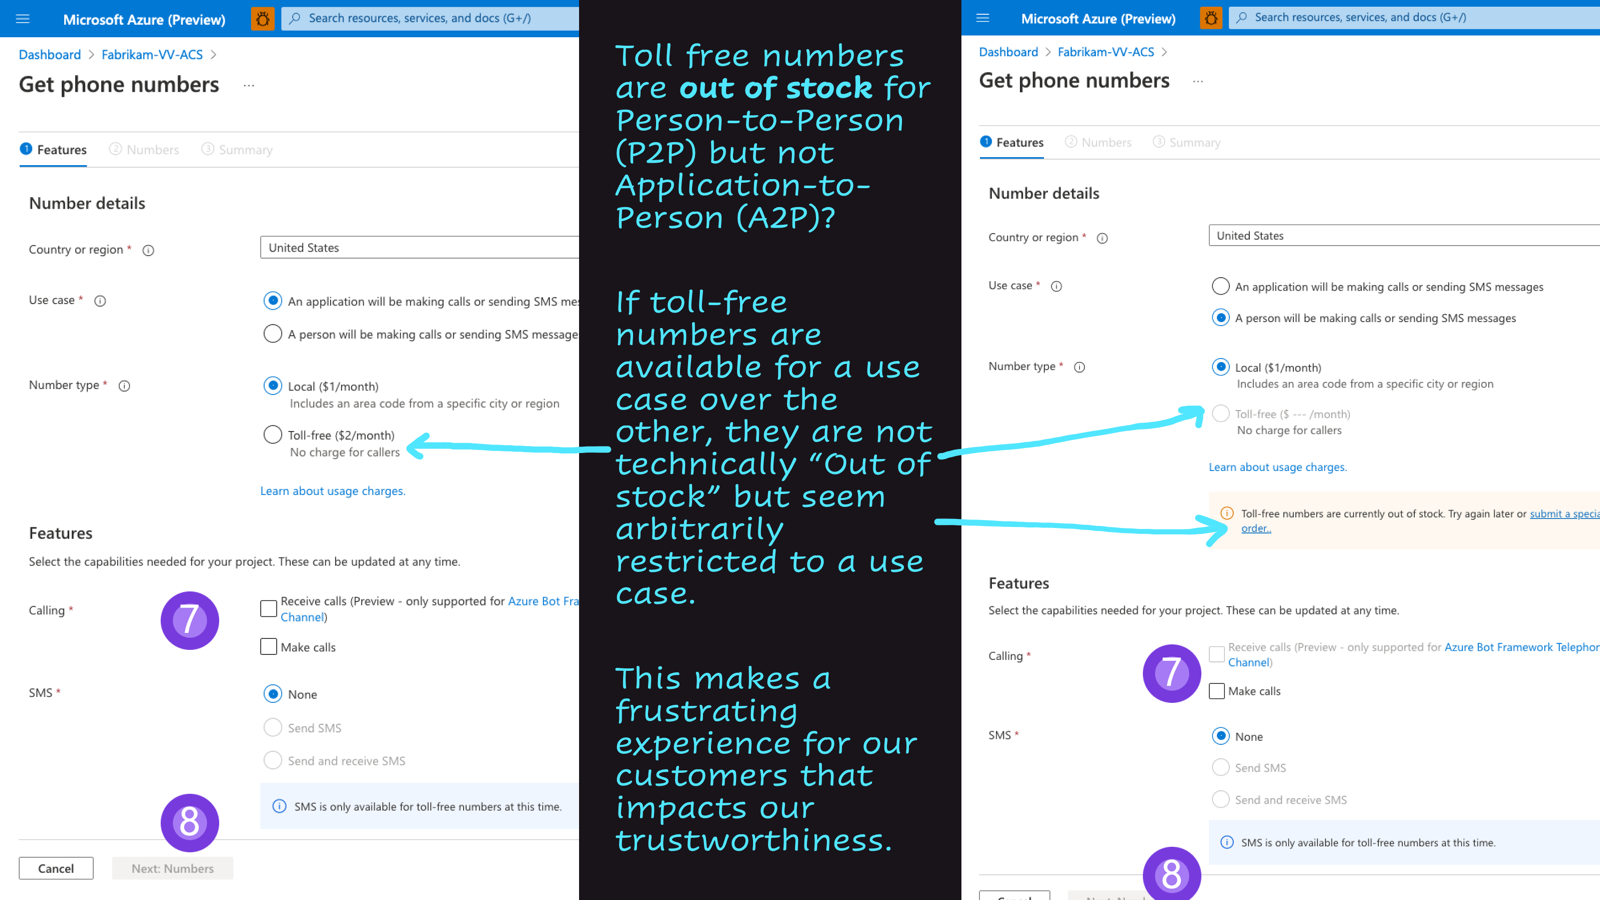 Microsoft Azure (Preview)
Search resources, services, and docs (G+/)
Dashboard > Fabrikam-VV-ACS >
Get phone numbers ...
1 Features 2 Numbers 3 Summary
Number details
Country or region * United States
Use case * An application will be making calls or sending SMS mes
A person will be making calls or sending SMS message
Number type * Local ($1/month)
Includes an area code from a specific city or region
Toll-free ($2/month)
No charge for callers
Learn about usage charges.
Features
Select the capabilities needed for your project. These can be updated at any time.
Calling * 7 Receive calls (Preview - only supported for Azure Bot Fra
Channel)
Make calls
SMS * None
Send SMS
Send and receive SMS
SMS is only available for toll-free numbers at this time.
8
Cancel Next: Numbers
Toll free numbers
are out of stock for
Person-to-Person
(P2P) but not
Application-to-
Person (A2P)?
If toll-free
numbers are
available for a use
case over the
other, they are not
technically “Out of
stock” but seem
arbitrarily
restricted to a use
case.
This makes a
frustrating
experience for our
customers that
impacts our
trustworthiness.
Microsoft Azure (Preview)
Search resources, services, and docs (G+/)
Dashboard > Fabrikam-VV-ACS >
Get phone numbers ...
1 Features 2 Numbers 3 Summary
Number details
Country or region * United States
Use case * An application will be making calls or sending SMS messages
A person will be making calls or sending SMS messages
Number type * Local ($1/month)
Includes an area code from a specific city or region
Toll-free ($ --- /month)
No charge for callers
Learn about usage charges.
Toll-free numbers are currently out of stock. Try again later or submit a specia
order..
Features
Select the capabilities needed for your project. These can be updated at any time.
Calling * 7 Receive calls (Preview - only supported for Azure Bot Framework Telephor
Channel)
Make calls
SMS * None
Send SMS
Send and receive SMS
SMS is only available for toll-free numbers at this time.
8